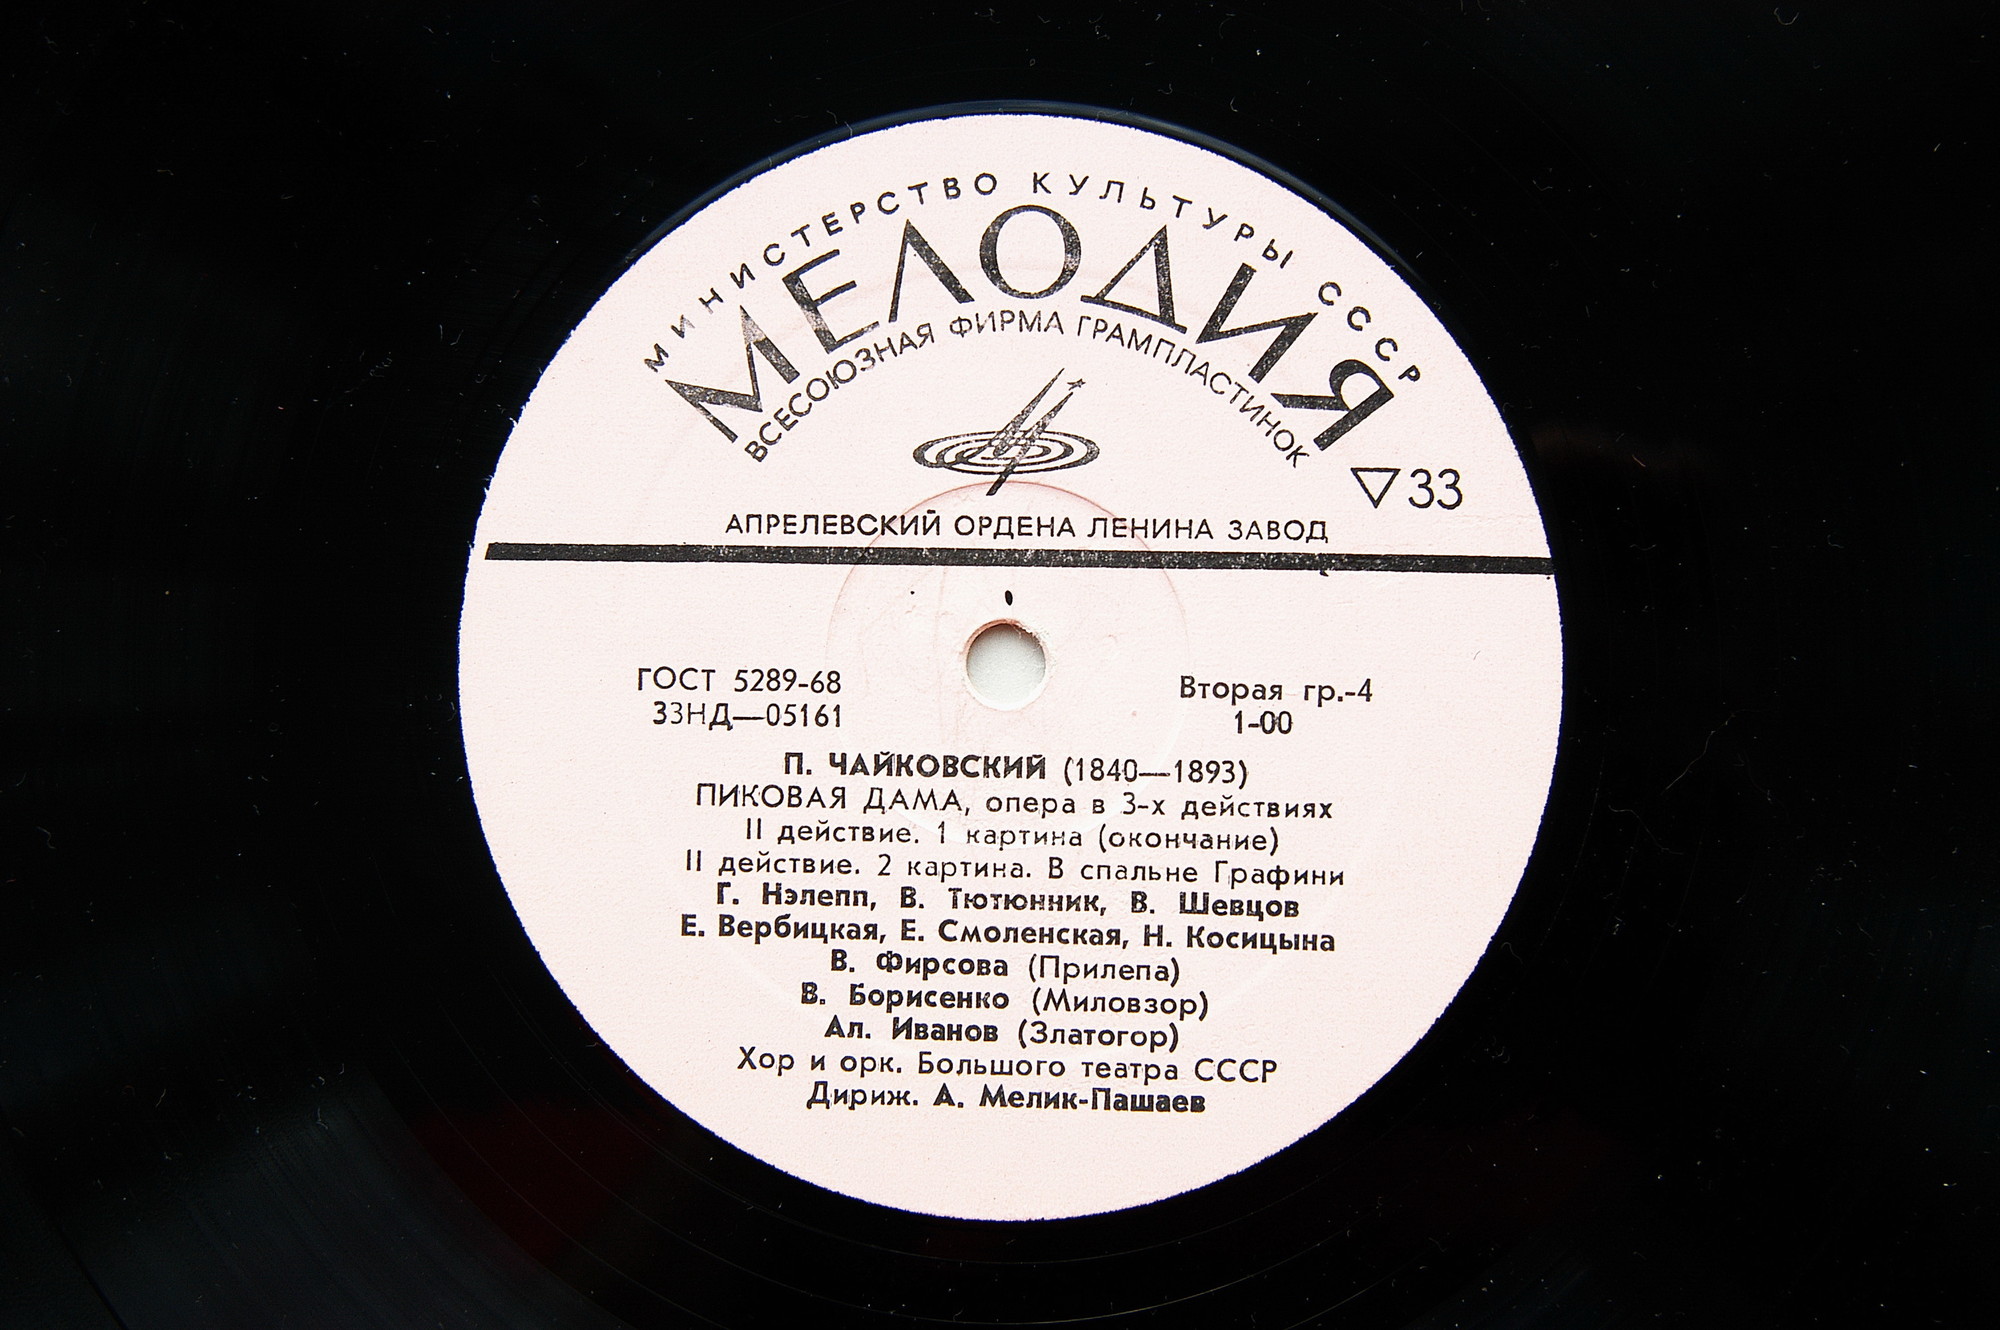 МИНИСТЕРСТВО КУЛЬТУРЫ СССР
МЕЛОДИЯ
ВСЕСОЮЗНАЯ ФИРМА ГРАМПЛАСТИНОК
33
АПРЕЛЕВСКИЙ ОРДЕНА ЛЕНИНА ЗАВОД
ГОСТ 5289-68
Вторая гр.-4
33НД—05161
1-00
П. ЧАЙКОВСКИЙ (1840—1893)
ПИКОВАЯ ДАМА, опера в 3-х действиях
II действие. 1 картина (окончание)
II действие. 2 картина. В спальне Графини
Г. Нэлепп, В. Тютюнник, В. Шевцов
Е. Вербицкая, Е. Смоленская, Н. Косицына
В. Фирсова (Прилепа)
В. Борисенко (Миловзор)
Ал. Иванов (Златогор)
Хор и орк. Большого театра СССР
Дириж. А. Мелик-Пашаев